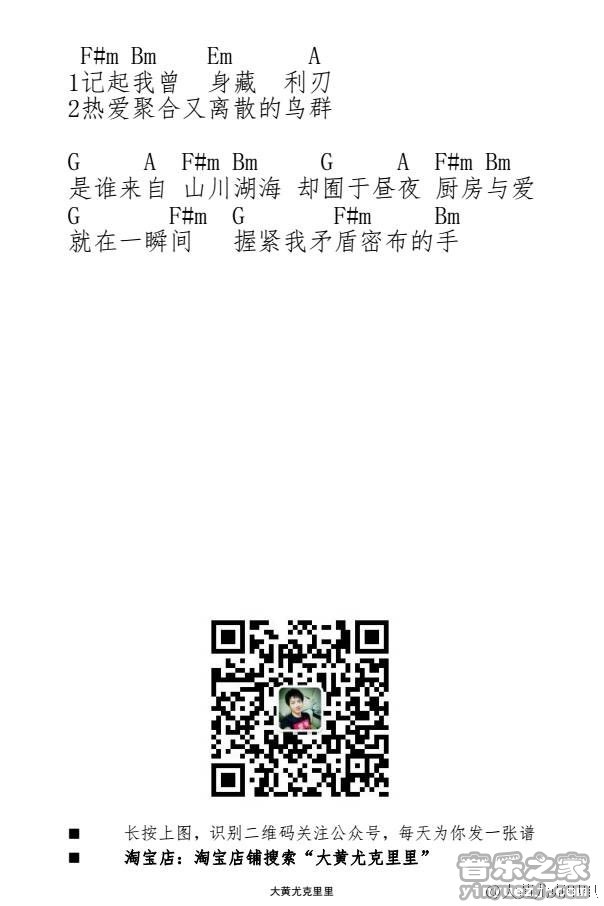 F#m Bm Em A
1记起我曾 身藏 利刃
2热爱聚合又离散的鸟群
G A F#m Bm G A F#m Bm
是谁来自 山川湖海 却囿于昼夜 厨房与爱
G F#m G F#m Bm
就在一瞬间 握紧我矛盾密布的手
■ 长按上图，识别二维码关注公众号，每天为你发一张谱
■ 淘宝店：淘宝店铺搜索“大黄尤克里里”
音乐之家
大黄尤克里里